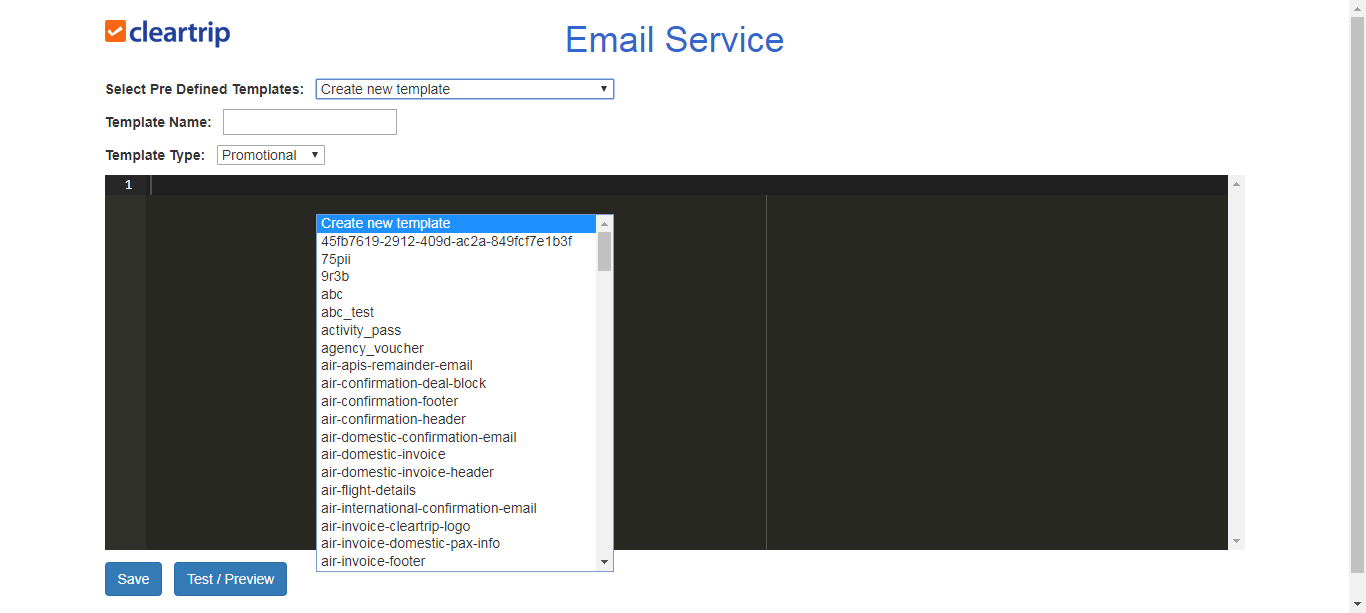 cleartrip
Email Service
Select Pre Defined Templates: Create new template
Template Name:
Template Type: Promotional
1
Create new template
45fb7619-2912-409d-ac2a-849fcf7e1b3f
75pii
9r3b
abc
abc_test
activity_pass
agency_voucher
air-apis-remainder-email
air-confirmation-deal-block
air-confirmation-footer
air-confirmation-header
air-domestic-confirmation-email
air-domestic-invoice
air-domestic-invoice-header
air-flight-details
air-international-confirmation-email
air-invoice-cleartrip-logo
air-invoice-domestic-pax-info
air-invoice-footer
Save Test / Preview